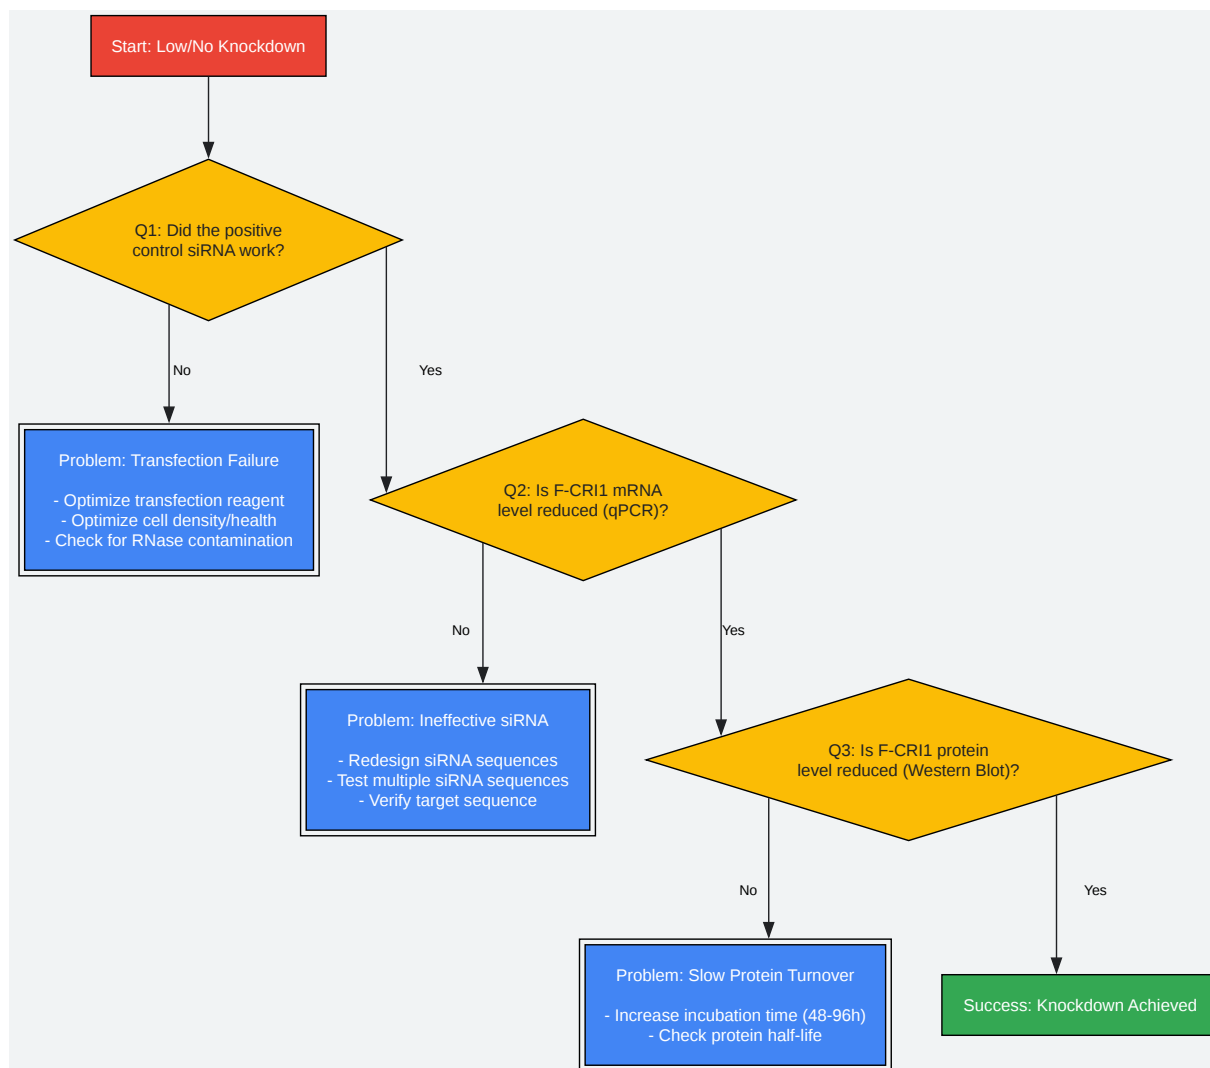 Start: Low/No Knockdown
Q1: Did the positive
control siRNA work?
No
Yes
Problem: Transfection Failure
- Optimize transfection reagent
- Optimize cell density/health
- Check for RNase contamination
Q2: Is F-CRI1 mRNA
level reduced (qPCR)?
No
Yes
Problem: Ineffective siRNA
- Redesign siRNA sequences
- Test multiple siRNA sequences
- Verify target sequence
Q3: Is F-CRI1 protein
level reduced (Western Blot)?
No
Yes
Problem: Slow Protein Turnover
- Increase incubation time (48-96h)
- Check protein half-life
Success: Knockdown Achieved